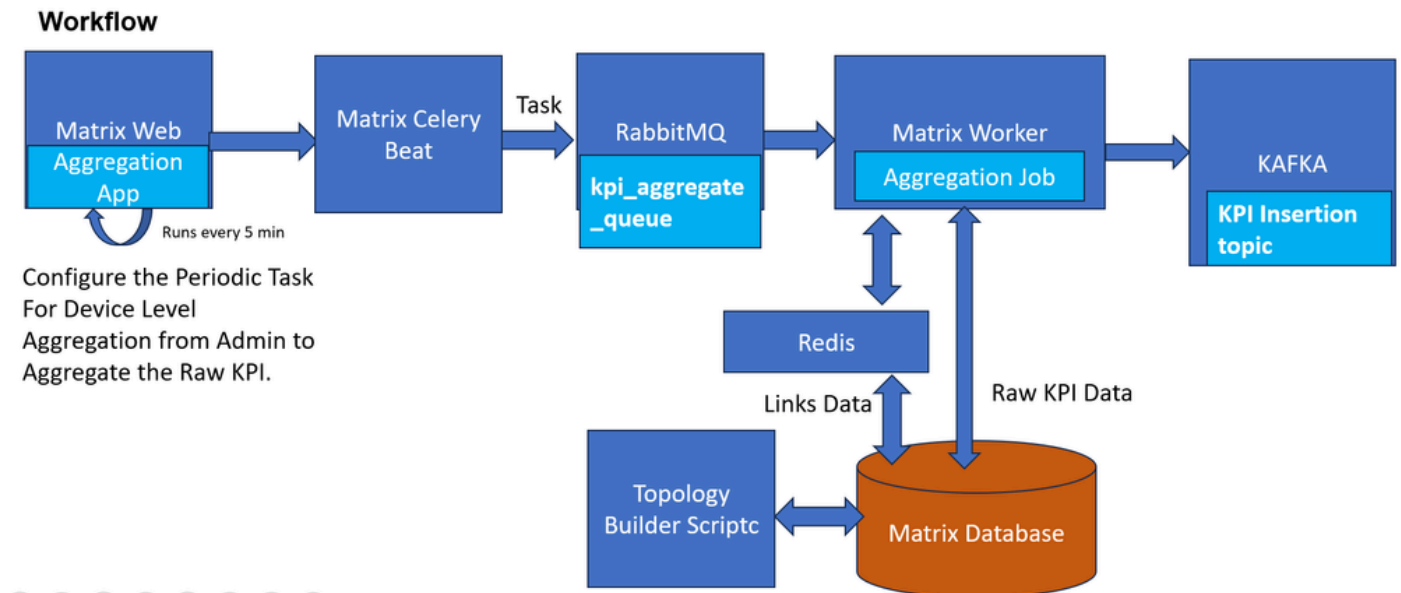 Workflow
Matrix Web
Aggregation
App
Runs every 5 min
Configure the Periodic Task
For Device Level
Aggregation from Admin to
Aggregate the Raw KPI.
Matrix Celery
Beat
Task
RabbitMQ
kpi_aggregate
_queue
Matrix Worker
Aggregation Job
KAFKA
KPI Insertion
topic
Redis
Links Data
Raw KPI Data
Topology
Builder Scriptc
Matrix Database